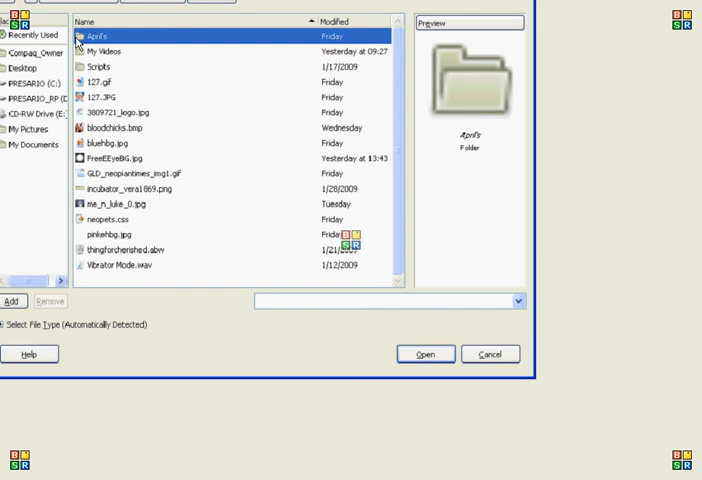 Name Modified Preview
Recently Used April's Friday
Compaq_Owner My Videos Yesterday at 09:27
Desktop Scripts 1/17/2009
PRESARIO (C:) 127.gif Friday
PRESARIO_RP (D 127.JPG Friday
CD-RW Drive (E: 3809721_logo.jpg Friday
My Pictures bloodchicks.bmp Wednesday
My Documents bluehbg.jpg Friday
April's
Folder
FreeEEyeBG.jpg Yesterday at 13:43
GLD_neopiantimes_img1.gif Friday
incubator_vera1869.png 1/28/2009
me_n_luke_0.jpg Tuesday
neopets.css Friday
pinkehbg.jpg Friday
thingforcherished.abw 1/21/2009
Vibrator Mode.wav 1/12/2009
Add Remove
Select File Type (Automatically Detected)
Help Open Cancel
B S R
B S R
B S R
B S R
B S R